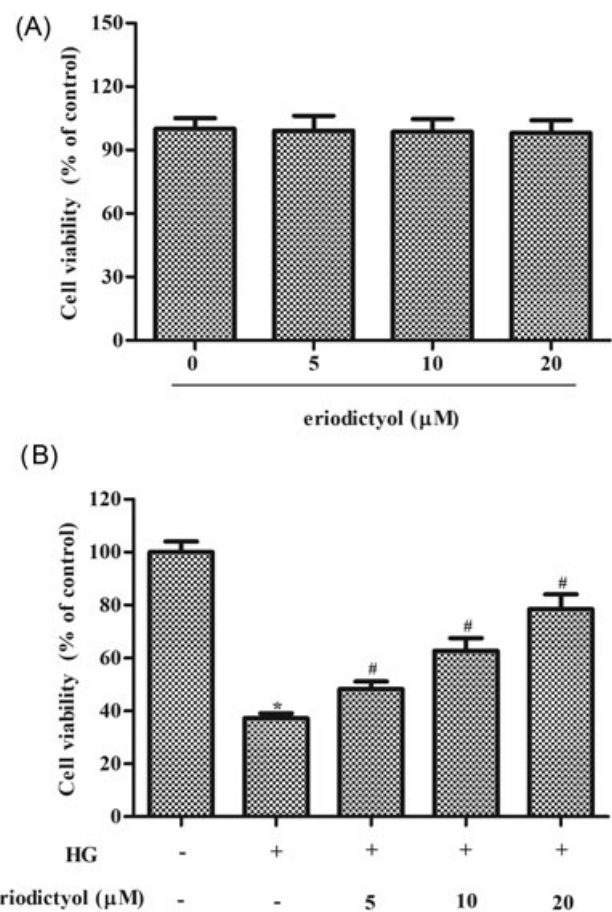 (A)
Cell viability (% of control)
150
120
90
60
30
0
0 5 10 20
eriodictyol (μM)
(B)
Cell viability (% of control)
120
100
80
60
40
20
0
* # # #
HG - + + + +
riodictyol (μM) - - 5 10 20